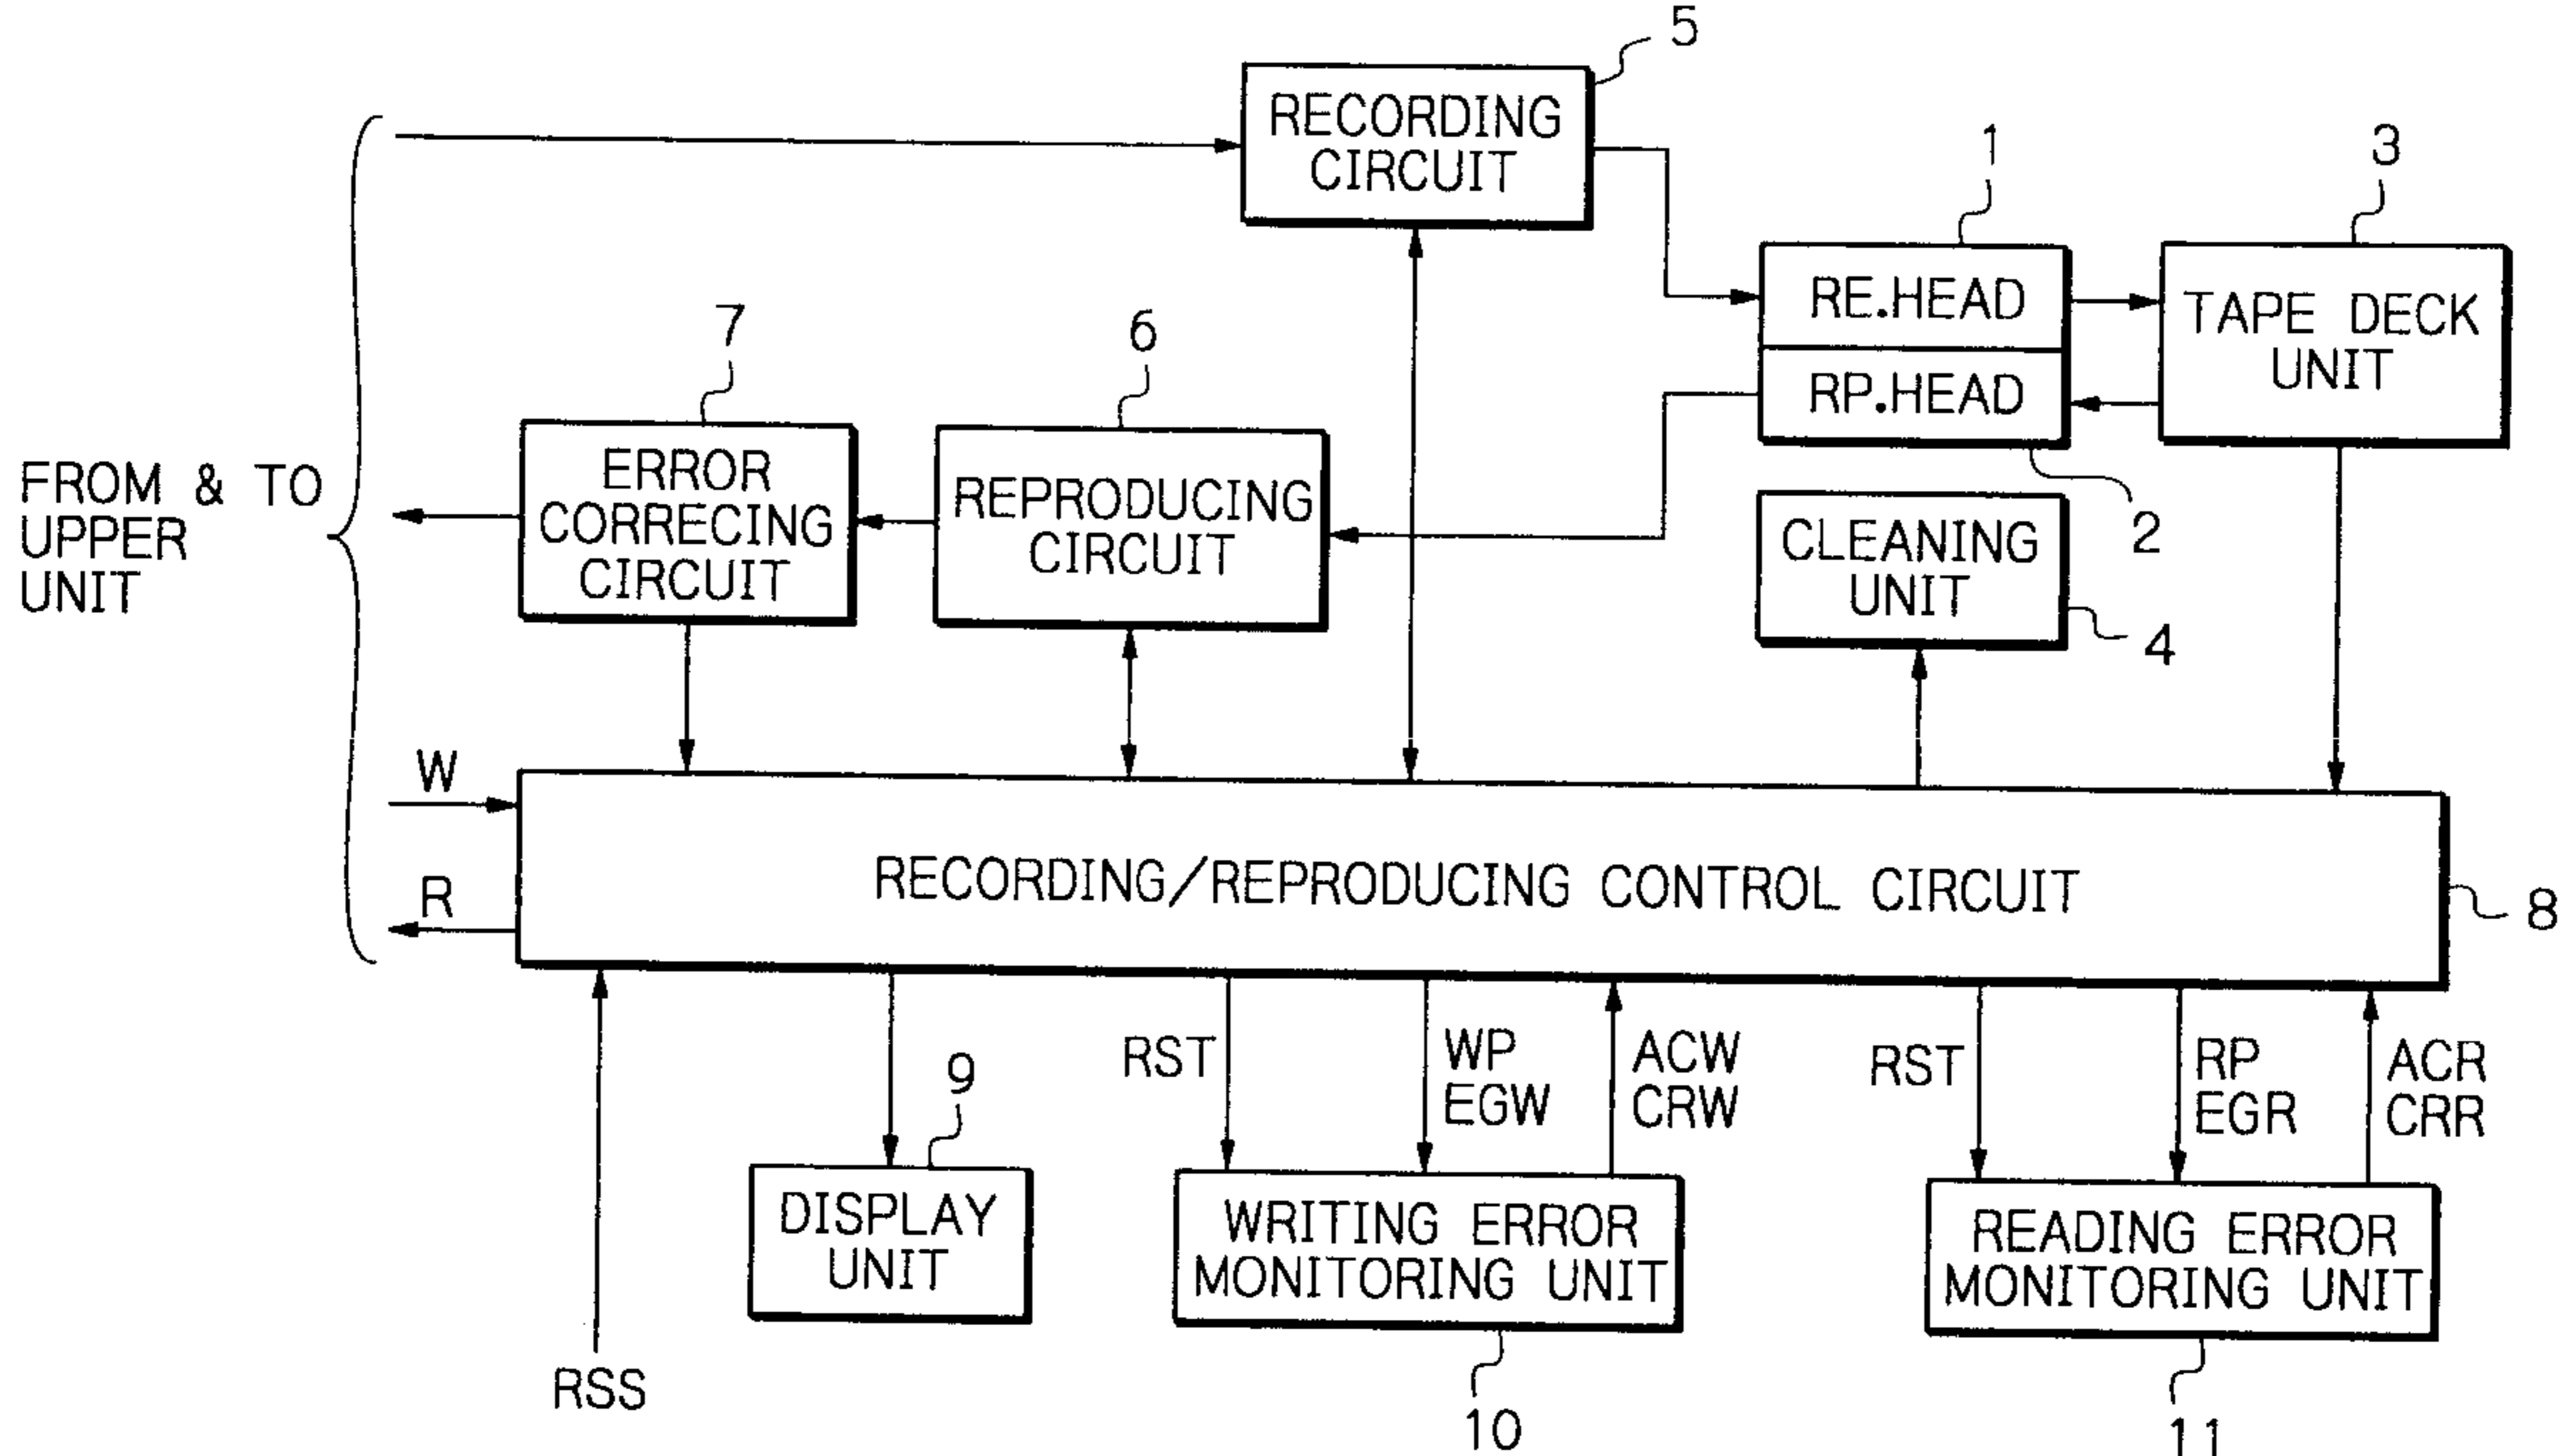 5
RECORDING
CIRCUIT
1
3
RE.HEAD
TAPE DECK
UNIT
RP.HEAD
2
7
6
ERROR
CORRECING
CIRCUIT
REPRODUCING
CIRCUIT
FROM & TO
UPPER
UNIT
CLEANING
UNIT
4
W
R
RECORDING/REPRODUCING CONTROL CIRCUIT
8
RST
WP
EGW
ACW
CRW
RST
RP
EGR
ACR
CRR
9
DISPLAY
UNIT
WRITING ERROR
MONITORING UNIT
READING ERROR
MONITORING UNIT
RSS
10
11